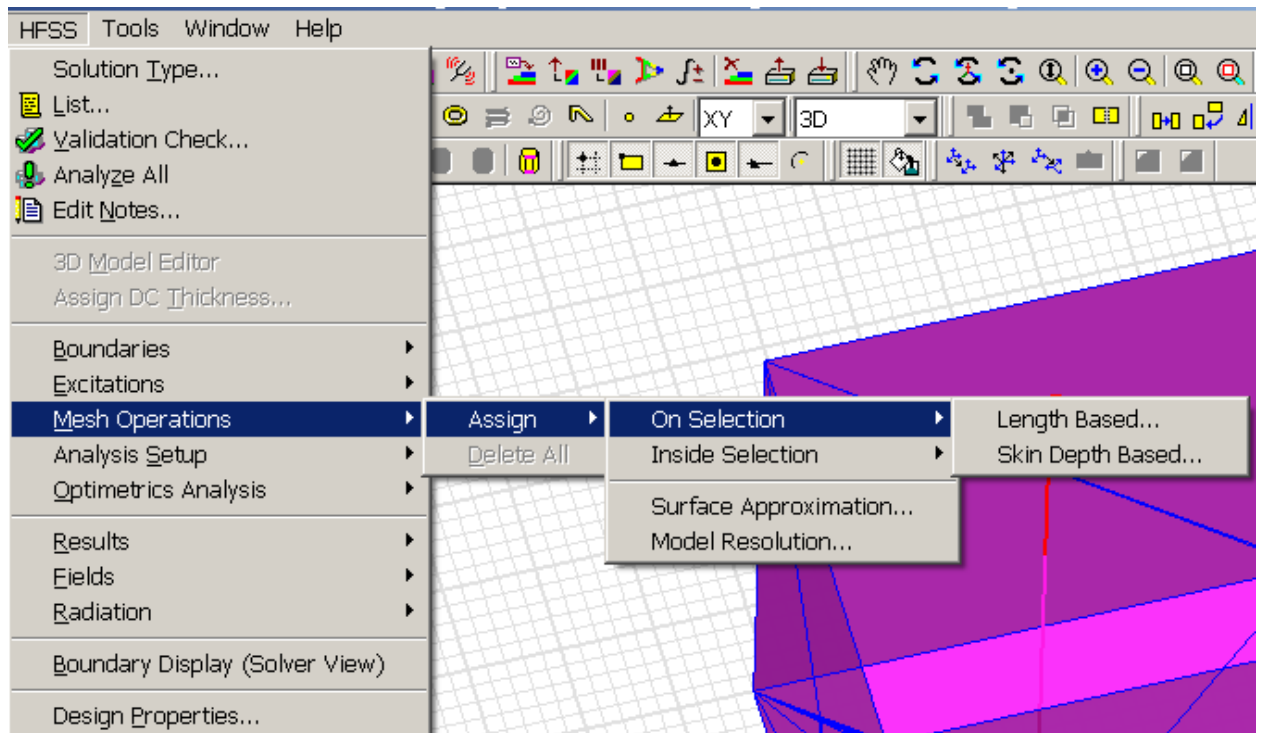 HFSS Tools Window Help
Solution Type...
List...
Validation Check...
Analyze All
Edit Notes...
XY 3D
3D Model Editor
Assign DC Thickness...
Boundaries
Excitations
Mesh Operations
Analysis Setup
Optimetrics Analysis
Results
Fields
Radiation
Boundary Display (Solver View)
Design Properties...
Assign
Delete All
On Selection
Inside Selection
Surface Approximation...
Model Resolution...
Length Based...
Skin Depth Based...